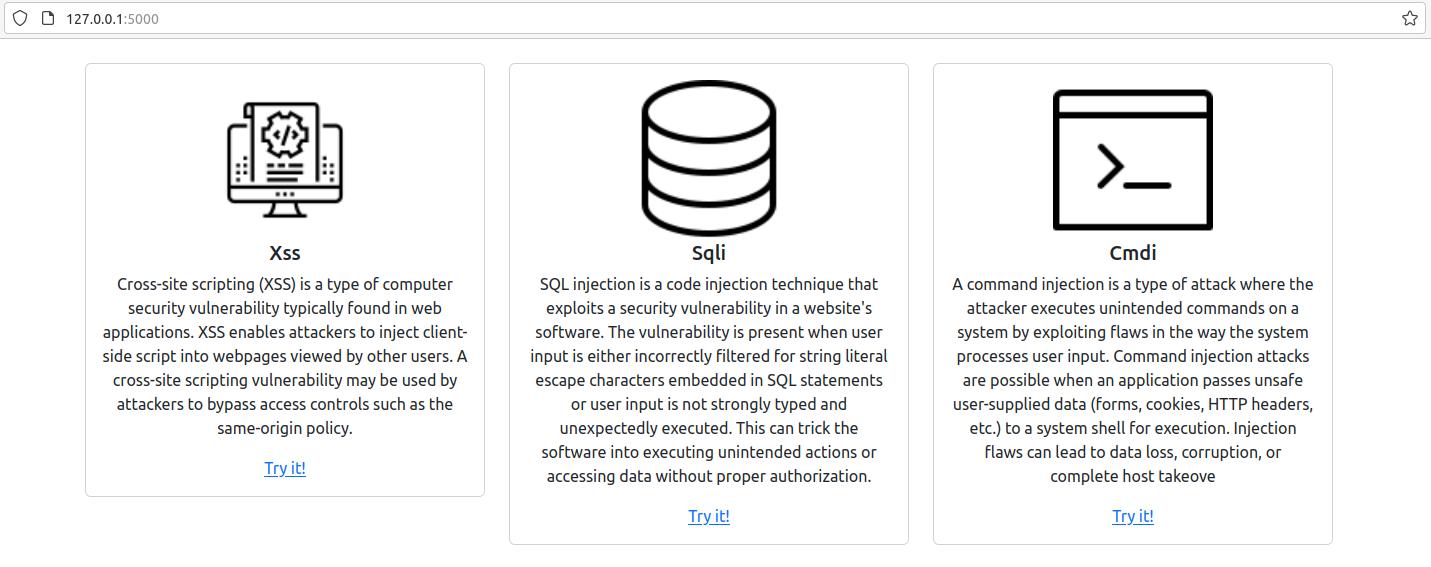 127.0.0.1:5000
Xss
Cross-site scripting (XSS) is a type of computer
security vulnerability typically found in web
applications. XSS enables attackers to inject client-
side script into webpages viewed by other users. A
cross-site scripting vulnerability may be used by
attackers to bypass access controls such as the
same-origin policy.
Try it!
Sqli
SQL injection is a code injection technique that
exploits a security vulnerability in a website's
software. The vulnerability is present when user
input is either incorrectly filtered for string literal
escape characters embedded in SQL statements
or user input is not strongly typed and
unexpectedly executed. This can trick the
software into executing unintended actions or
accessing data without proper authorization.
Try it!
Cmdi
A command injection is a type of attack where the
attacker executes unintended commands on a
system by exploiting flaws in the way the system
processes user input. Command injection attacks
are possible when an application passes unsafe
user-supplied data (forms, cookies, HTTP headers,
etc.) to a system shell for execution. Injection
flaws can lead to data loss, corruption, or
complete host takeove
Try it!